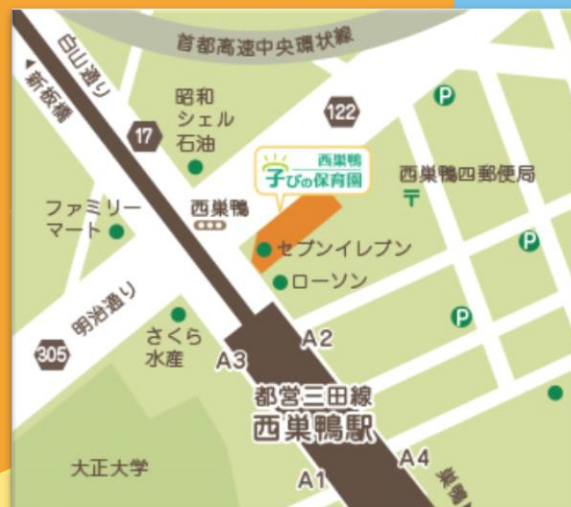 首都高速中央環状線
白山通り
新板橋
昭和
シェル
石油
17
122
P
西巣鴨
子びの保育園
西巣鴨四郵便局
〒
ファミリー
マート
西巣鴨
セブンイレブン
P
ローソン
明治通り
P
305
さくら
水産
A3
A2
都営三田線
西巣鴨駅
大正大学
A1
A4
巣鴨